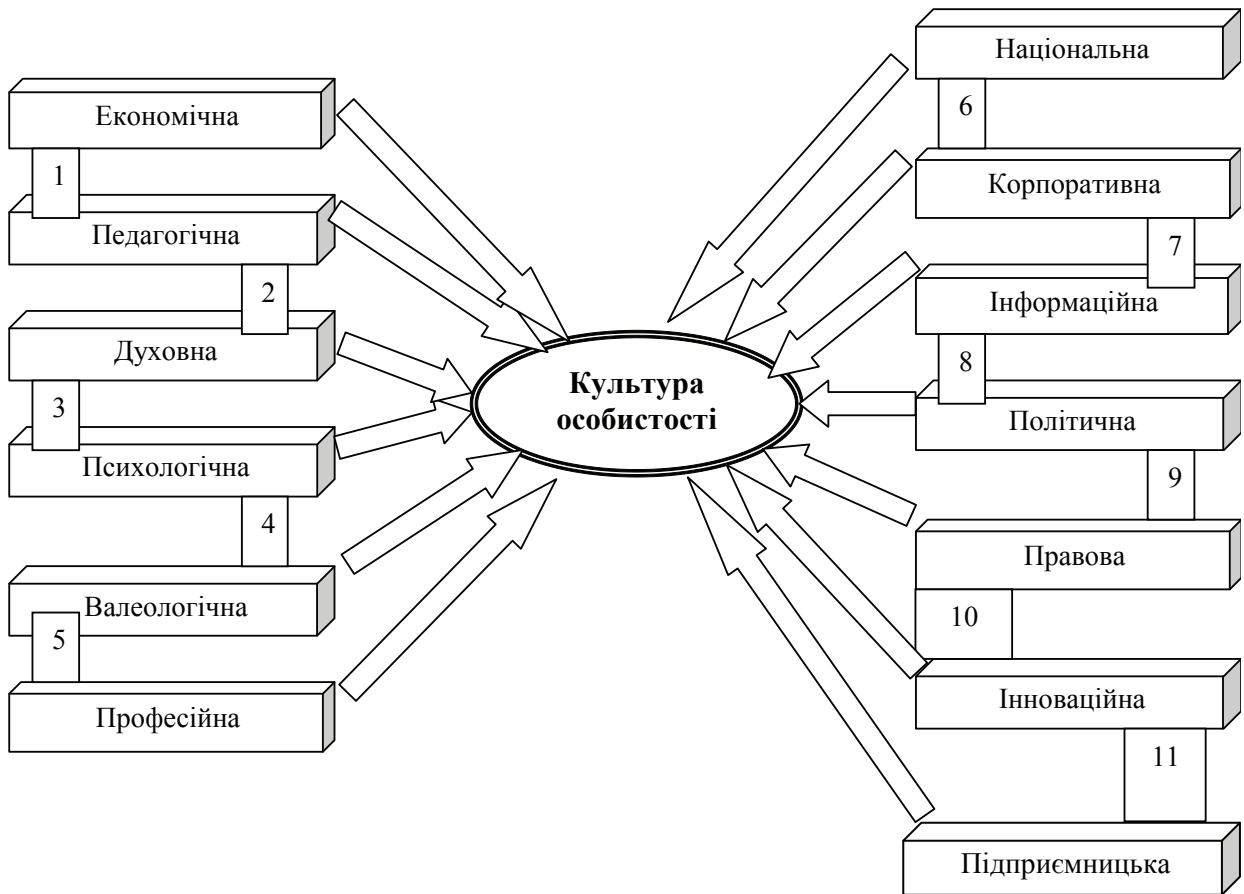 Економічна
1
Педагогічна
2
Духовна
3
Психологічна
4
Валеологічна
5
Професійна
Культура
особистості
Національна
6
Корпоративна
7
Інформаційна
8
Політична
9
Правова
10
Інноваційна
11
Підприємницька